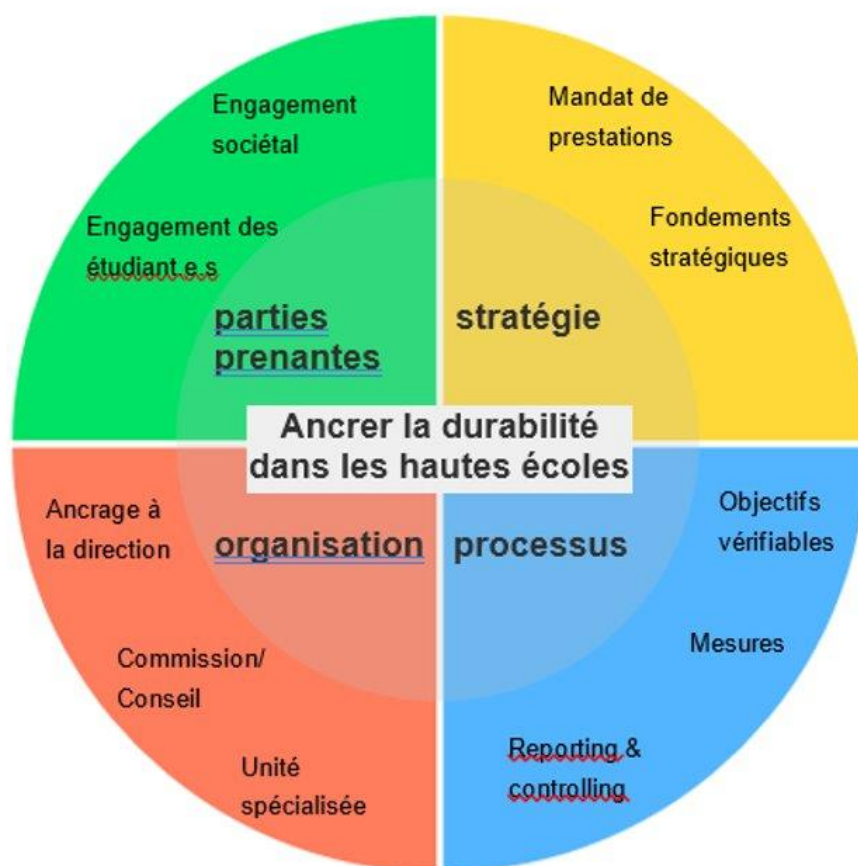 Engagement
sociétal
Engagement des
étudiant.e.s
parties
prenantes
Mandat de
prestations
Fondements
stratégiques
stratégie
Ancrer la durabilité
dans les hautes écoles
Ancrage à
la direction
organisation
Commission/
Conseil
Unité
spécialisée
processus
Objectifs
vérifiables
Mesures
Reporting &
controlling